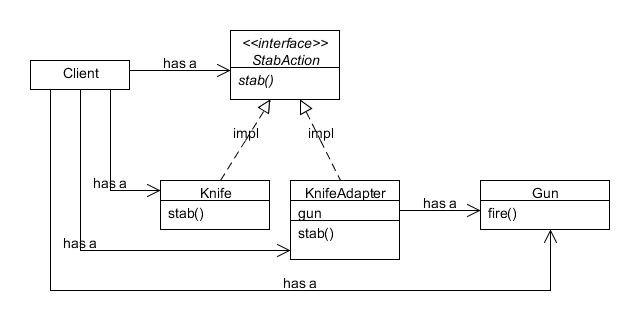 <<interface>>
StabAction
stab()
Client
has a
impl
impl
has a
Knife
stab()
KnifeAdapter
gun
stab()
has a
Gun
fire()
has a
has a